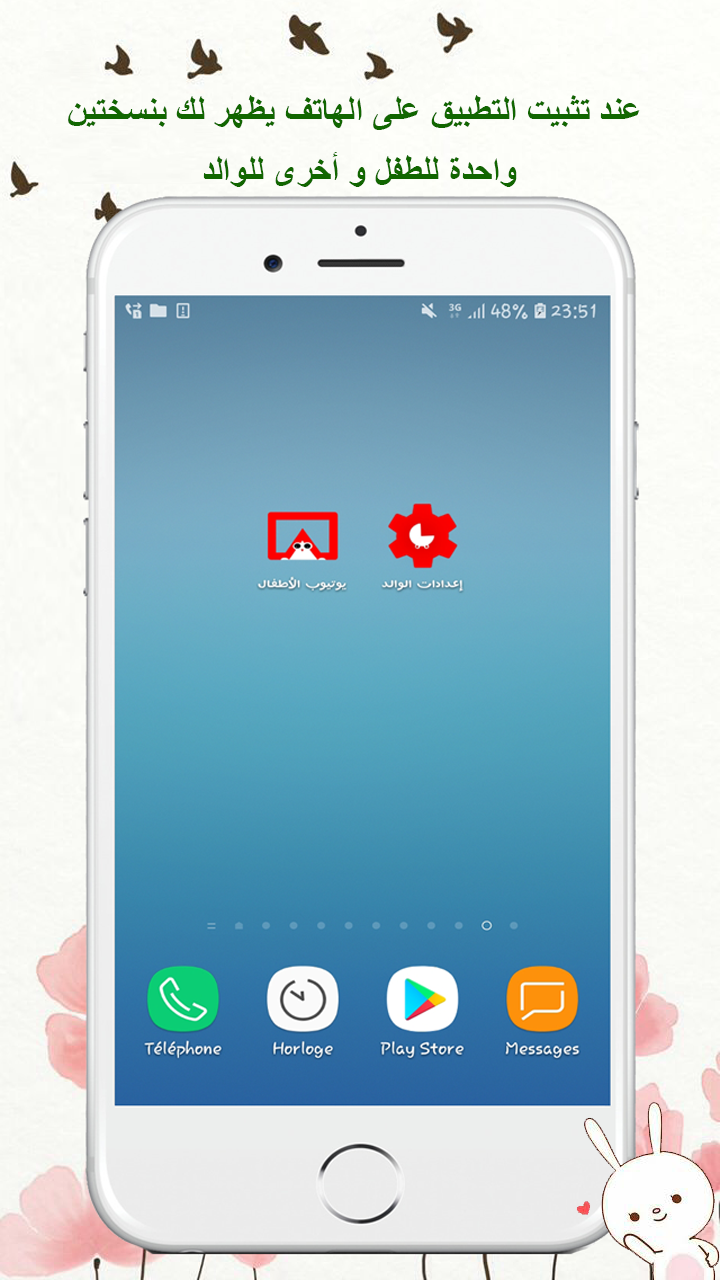 عند تثبيت التطبيق على الهاتف يظهر لك بنسختين
واحدة للطفل و أخرى للوالد
3G 48% 23:51
يوتيوب الأطفال إعدادات الوالد
Téléphone Horloge Play Store Messages